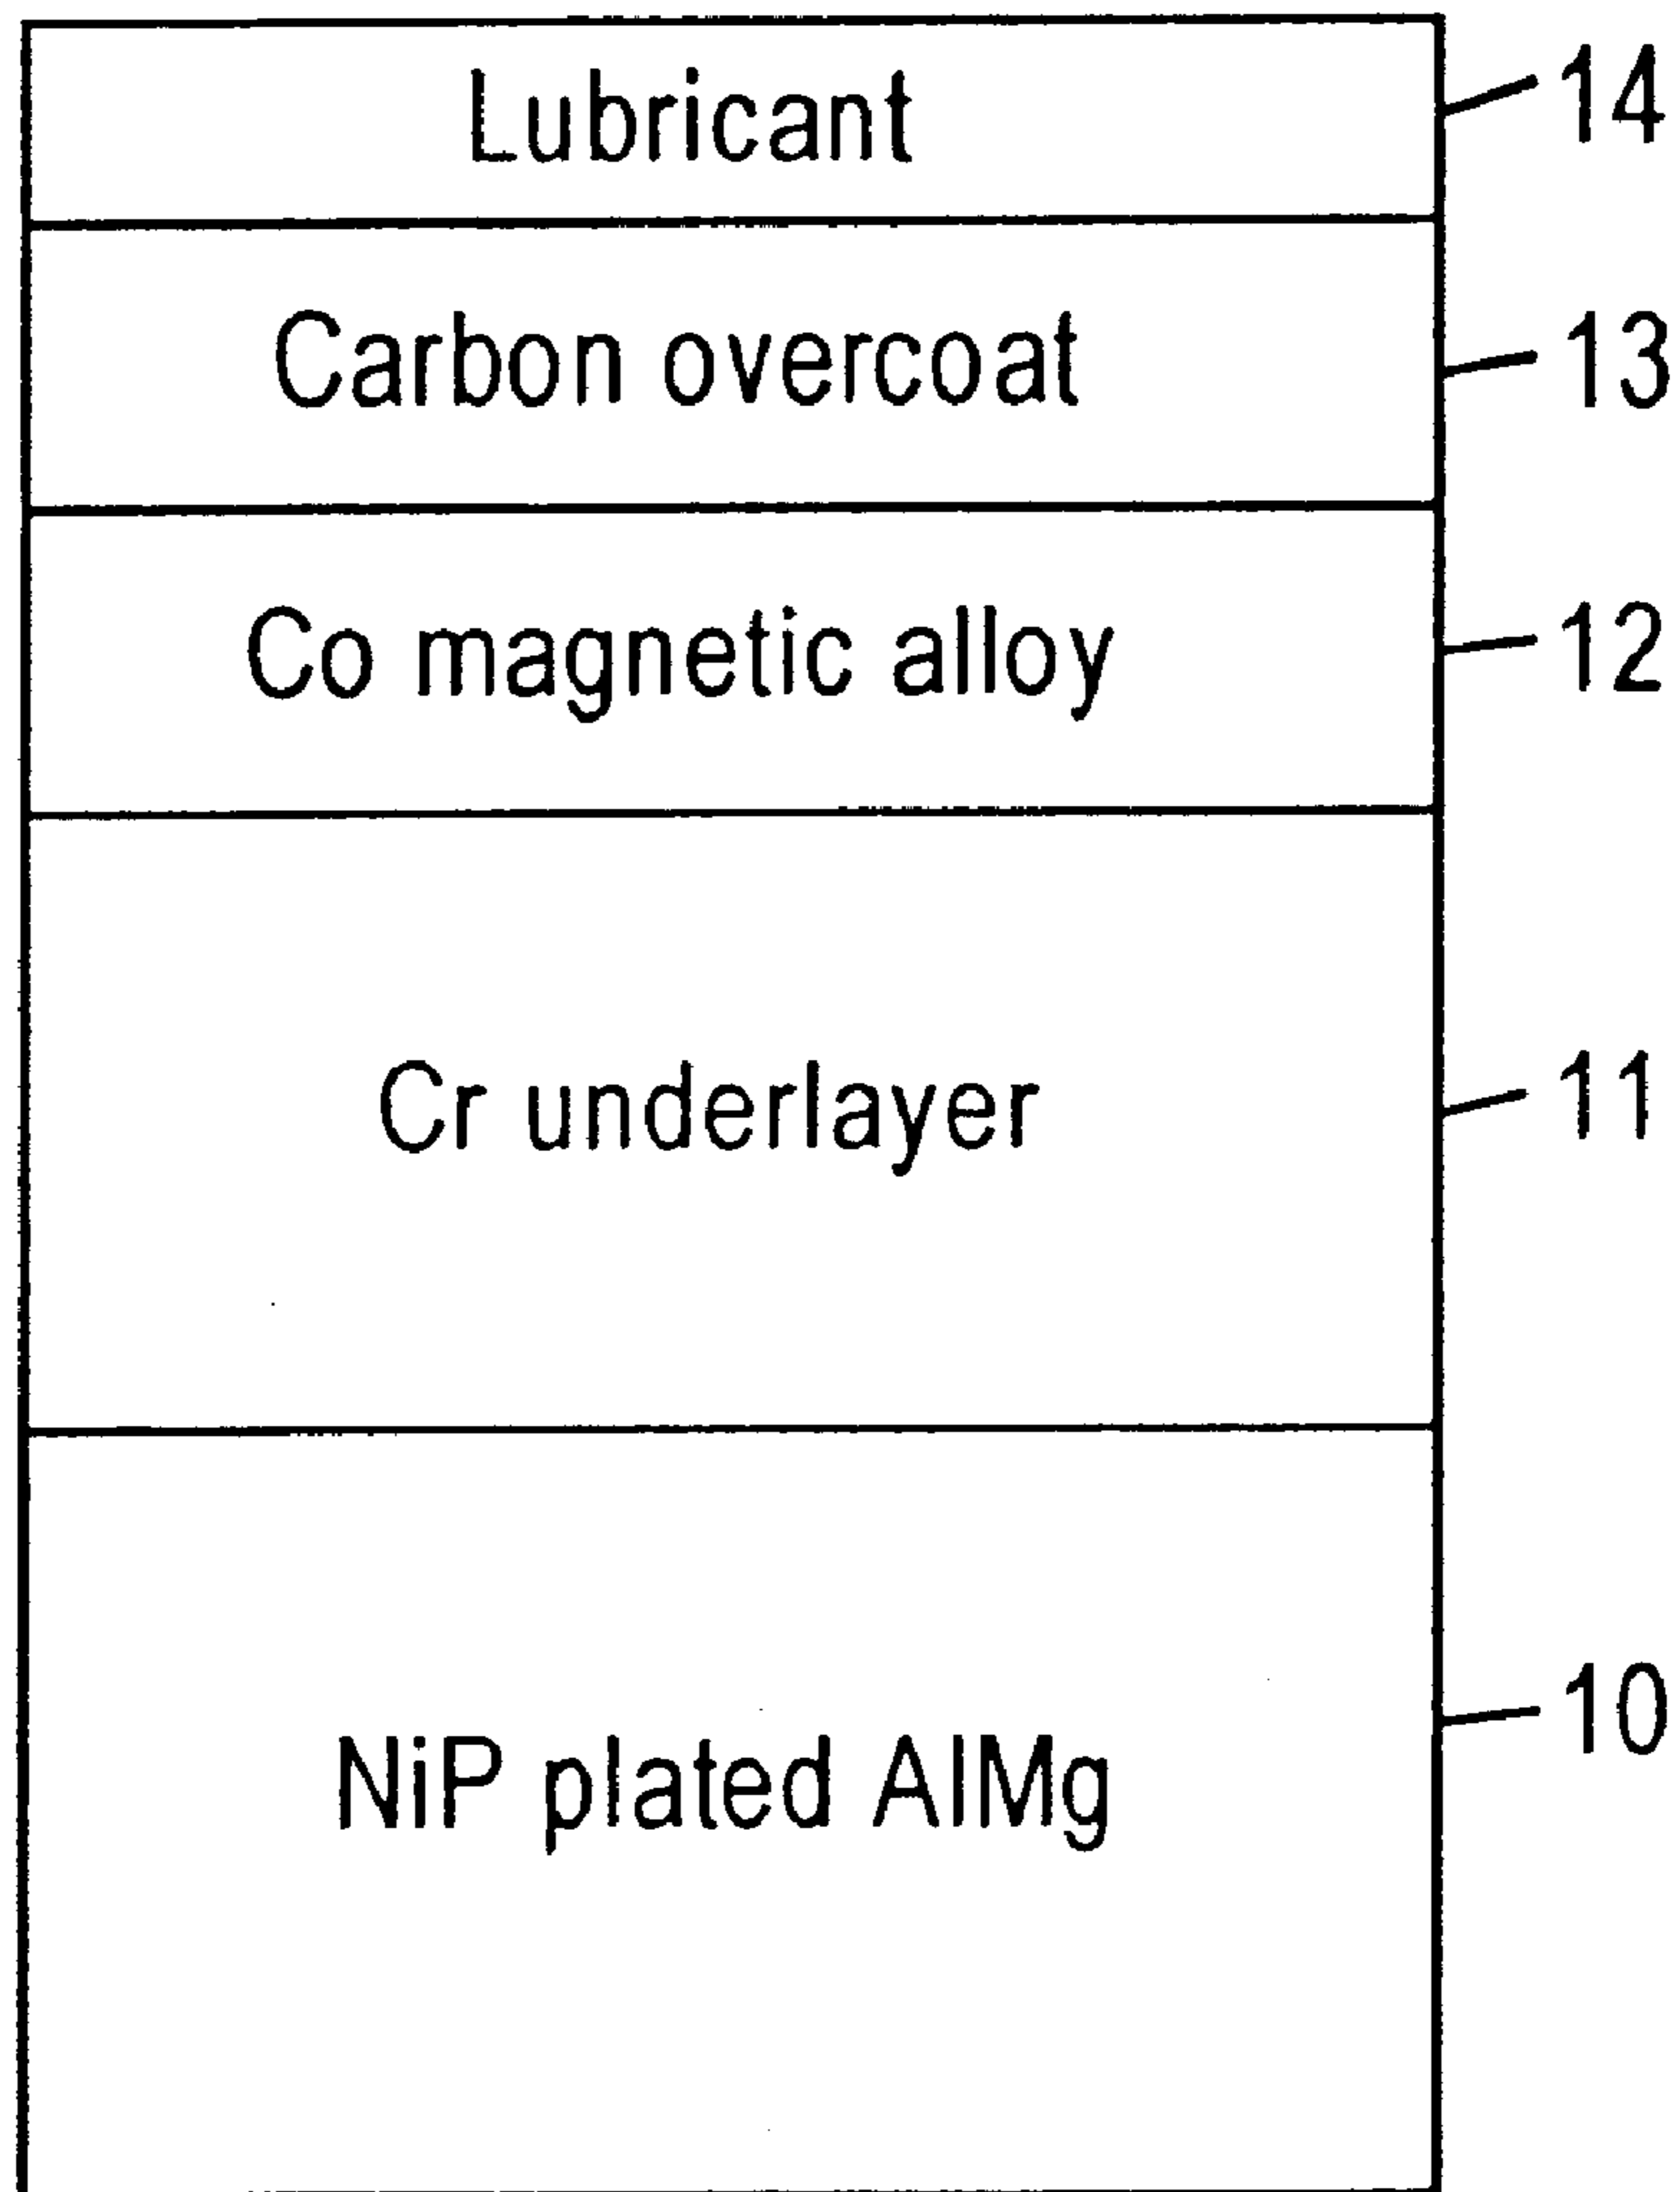 Lubricant 14
Carbon overcoat 13
Co magnetic alloy 12
Cr underlayer 11
NiP plated AlMg 10